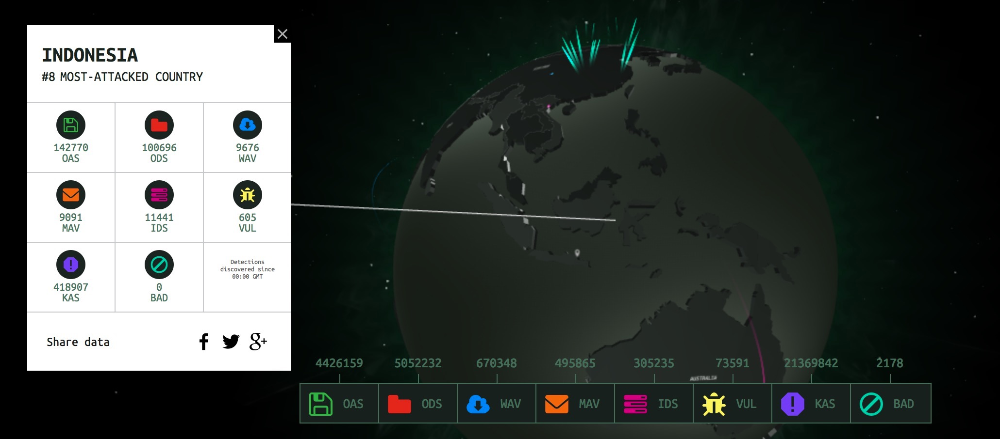 INDONESIA
#8 MOST-ATTACKED COUNTRY
142770
OAS
100696
ODS
9676
WAV
9091
MAV
11441
IDS
605
VUL
418907
KAS
0
BAD
Detections
discovered since
00:00 GMT
Share data
4426159
5052232
670348
495865
305235
73591
21369842
2178
AUSTRALIA
OAS
ODS
WAV
MAV
IDS
VUL
KAS
BAD